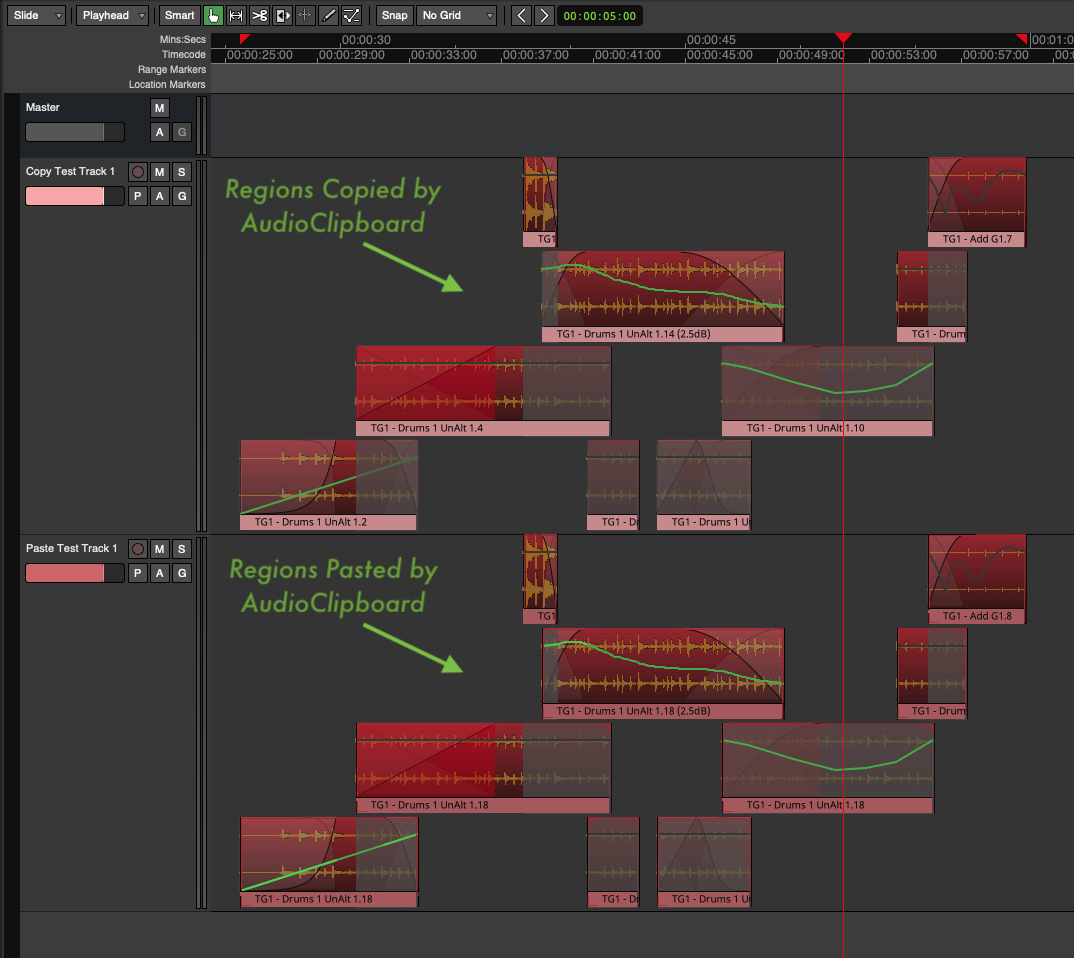 Slide Playhead Smart Snap No Grid 00:00:05:00
Mins:Secs 00:00:30 00:00:45 00:01:0
Timecode 00:00:25:00 00:00:29:00 00:00:33:00 00:00:37:00 00:00:41:00 00:00:45:00 00:00:49:00 00:00:53:00 00:00:57:00 00:0
Range Markers
Location Markers
Master M
A G
Copy Test Track 1 M S
P A G
Regions Copied by
AudioClipboard
TG1
TG1 - Add G1.7
TG1 - Drums 1 UnAlt 1.14 (2.5dB)
TG1 - Drum
TG1 - Drums 1 UnAlt 1.4
TG1 - Drums 1 UnAlt 1.10
TG1 - Drums 1 UnAlt 1.2
TG1 - Dr
TG1 - Drums 1 Un
Paste Test Track 1 M S
P A G
Regions Pasted by
AudioClipboard
TG1
TG1 - Add G1.8
TG1 - Drums 1 UnAlt 1.18 (2.5dB)
TG1 - Drum
TG1 - Drums 1 UnAlt 1.18
TG1 - Drums 1 UnAlt 1.18
TG1 - Drums 1 UnAlt 1.18
TG1 - Dr
TG1 - Drums 1 Un